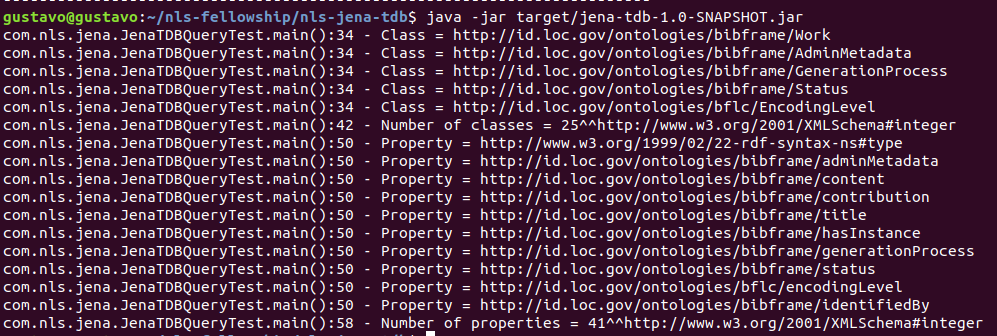 gustavo@gustavo:~/nls-fellowship/nls-jena-tdb$ java -jar target/jena-tdb-1.0-SNAPSHOT.jar
com.nls.jena.JenaTDBQueryTest.main():34 - Class = http://id.loc.gov/ontologies/bibframe/Work
com.nls.jena.JenaTDBQueryTest.main():34 - Class = http://id.loc.gov/ontologies/bibframe/AdminMetadata
com.nls.jena.JenaTDBQueryTest.main():34 - Class = http://id.loc.gov/ontologies/bibframe/GenerationProcess
com.nls.jena.JenaTDBQueryTest.main():34 - Class = http://id.loc.gov/ontologies/bibframe/Status
com.nls.jena.JenaTDBQueryTest.main():34 - Class = http://id.loc.gov/ontologies/bflc/EncodingLevel
com.nls.jena.JenaTDBQueryTest.main():42 - Number of classes = 25^^http://www.w3.org/2001/XMLSchema#integer
com.nls.jena.JenaTDBQueryTest.main():50 - Property = http://www.w3.org/1999/02/22-rdf-syntax-ns#type
com.nls.jena.JenaTDBQueryTest.main():50 - Property = http://id.loc.gov/ontologies/bibframe/adminMetadata
com.nls.jena.JenaTDBQueryTest.main():50 - Property = http://id.loc.gov/ontologies/bibframe/content
com.nls.jena.JenaTDBQueryTest.main():50 - Property = http://id.loc.gov/ontologies/bibframe/contribution
com.nls.jena.JenaTDBQueryTest.main():50 - Property = http://id.loc.gov/ontologies/bibframe/title
com.nls.jena.JenaTDBQueryTest.main():50 - Property = http://id.loc.gov/ontologies/bibframe/hasInstance
com.nls.jena.JenaTDBQueryTest.main():50 - Property = http://id.loc.gov/ontologies/bibframe/generationProcess
com.nls.jena.JenaTDBQueryTest.main():50 - Property = http://id.loc.gov/ontologies/bibframe/status
com.nls.jena.JenaTDBQueryTest.main():50 - Property = http://id.loc.gov/ontologies/bflc/encodingLevel
com.nls.jena.JenaTDBQueryTest.main():50 - Property = http://id.loc.gov/ontologies/bibframe/identifiedBy
com.nls.jena.JenaTDBQueryTest.main():58 - Number of properties = 41^^http://www.w3.org/2001/XMLSchema#integer